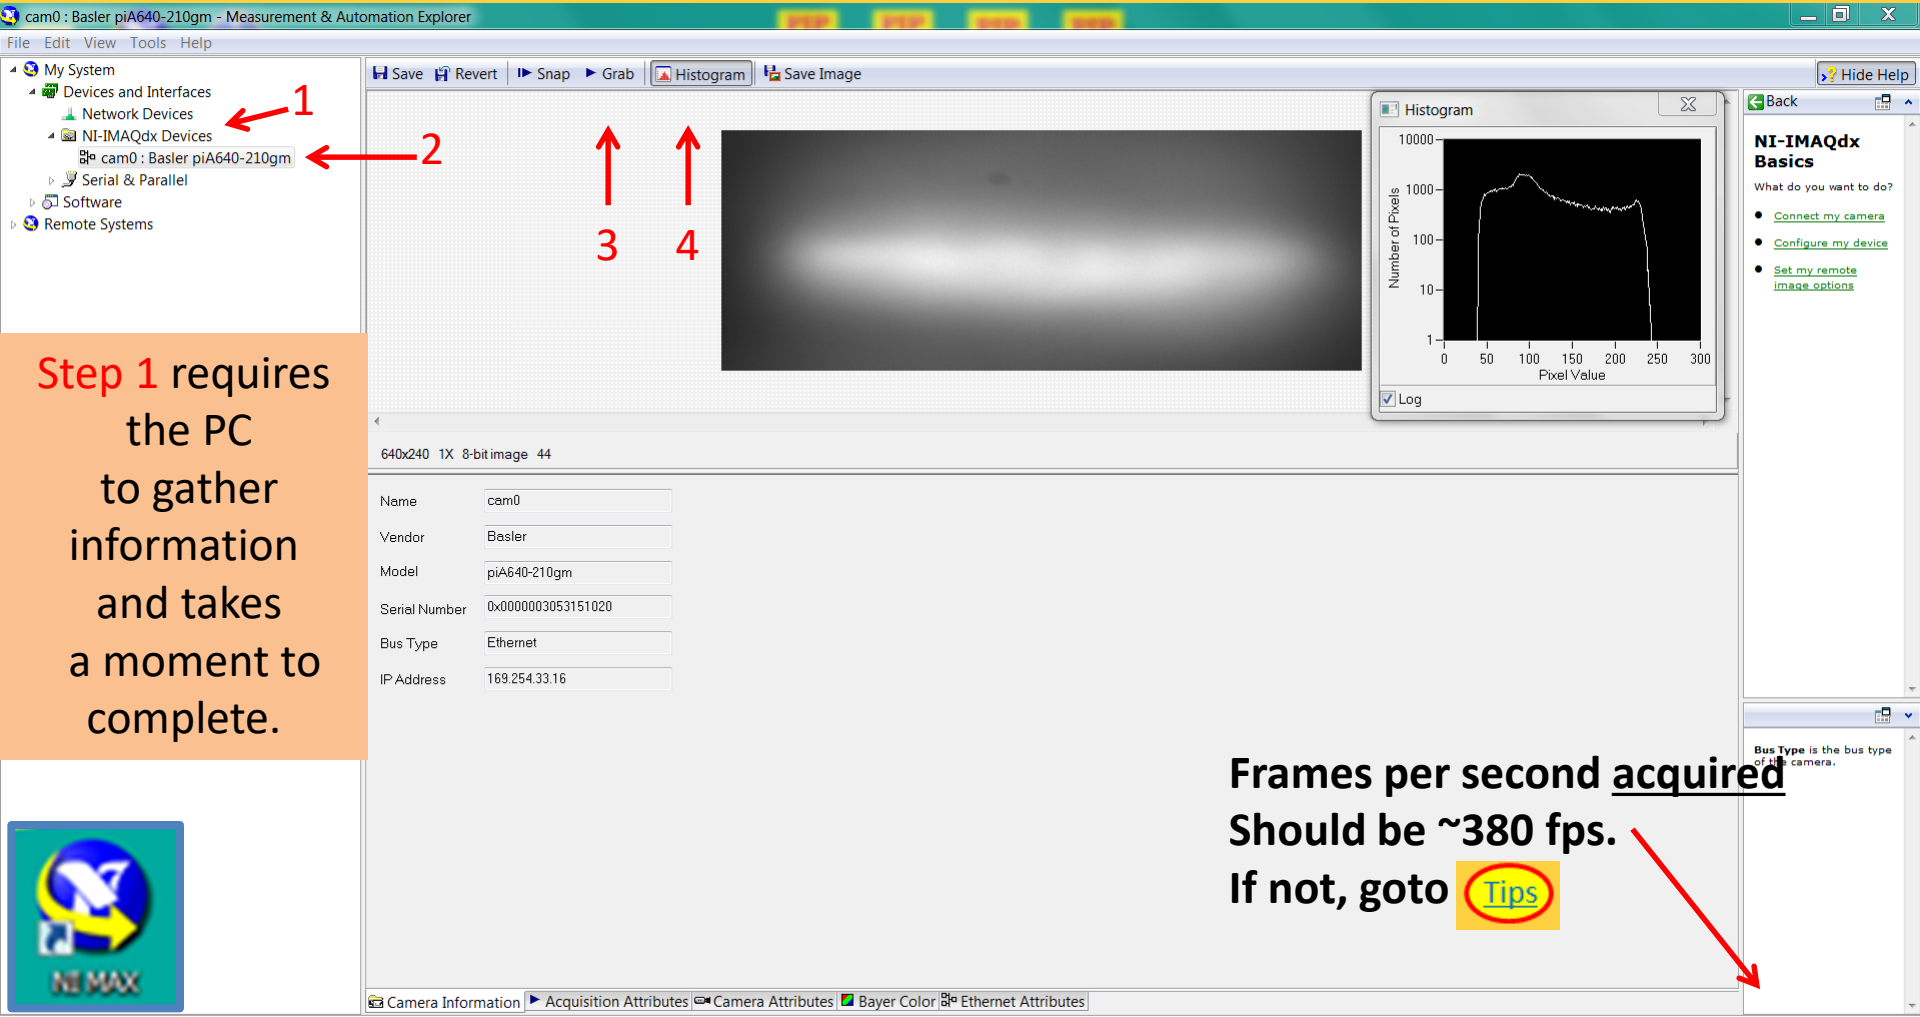 cam0 : Basler piA640-210gm - Measurement & Automation Explorer
File Edit View Tools Help
My System
Devices and Interfaces
Network Devices
NI-IMAQdx Devices
cam0 : Basler piA640-210gm
Serial & Parallel
Software
Remote Systems
1
2
Save Revert Snap Grab Histogram Save Image
Hide Help
3 4
Histogram
10000
1000
100
10
1
Number of Pixels
0 50 100 150 200 250 300
Pixel Value
Log
Back
NI-IMAQdx
Basics
What do you want to do?
Connect my camera
Configure my device
Set my remote
image options
Step 1 requires
the PC
to gather
information
and takes
a moment to
complete.
640x240 1X 8-bit image 44
Name cam0
Vendor Basler
Model piA640-210gm
Serial Number 0x0000003053151020
Bus Type Ethernet
IP Address 169.254.33.16
Bus Type is the bus type
of the camera.
Frames per second acquired
Should be ~380 fps.
If not, goto Tips
NI MAX
Camera Information Acquisition Attributes Camera Attributes Bayer Color Ethernet Attributes